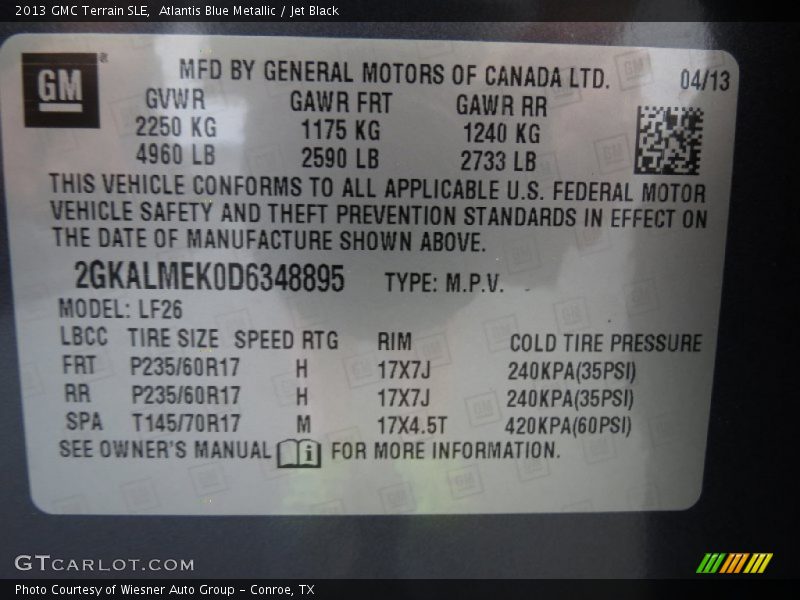 2013 GMC Terrain SLE, Atlantis Blue Metallic / Jet Black
GM
MFD BY GENERAL MOTORS OF CANADA LTD. 04/13
GVWR GAWR FRT GAWR RR
2250 KG 1175 KG 1240 KG
4960 LB 2590 LB 2733 LB
THIS VEHICLE CONFORMS TO ALL APPLICABLE U.S. FEDERAL MOTOR
VEHICLE SAFETY AND THEFT PREVENTION STANDARDS IN EFFECT ON
THE DATE OF MANUFACTURE SHOWN ABOVE.
2GKALMEK0D6348895 TYPE: M.P.V.
MODEL: LF26
LBCC TIRE SIZE SPEED RTG RIM COLD TIRE PRESSURE
FRT P235/60R17 H 17X7J 240KPA(35PSI)
RR P235/60R17 H 17X7J 240KPA(35PSI)
SPA T145/70R17 M 17X4.5T 420KPA(60PSI)
SEE OWNER'S MANUAL i FOR MORE INFORMATION.
GTCARLOT.COM
Photo Courtesy of Wiesner Auto Group - Conroe, TX